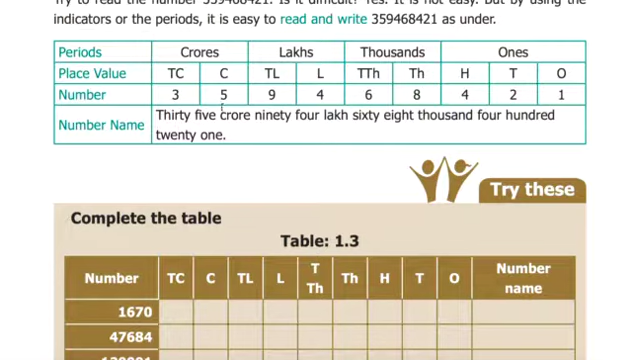 Try to read the number 359468421. Is it difficult? Yes. It is not easy. But by using the
indicators or the periods, it is easy to read and write 359468421 as under.
Periods Crores Lakhs Thousands Ones
Place Value TC C TL L TTh Th H T O
Number 3 5 9 4 6 8 4 2 1
Number Name Thirty five crore ninety four lakh sixty eight thousand four hundred
twenty one.
Try these
Complete the table
Table: 1.3
Number TC C TL L T Th Th H T O Number name
1670
47684